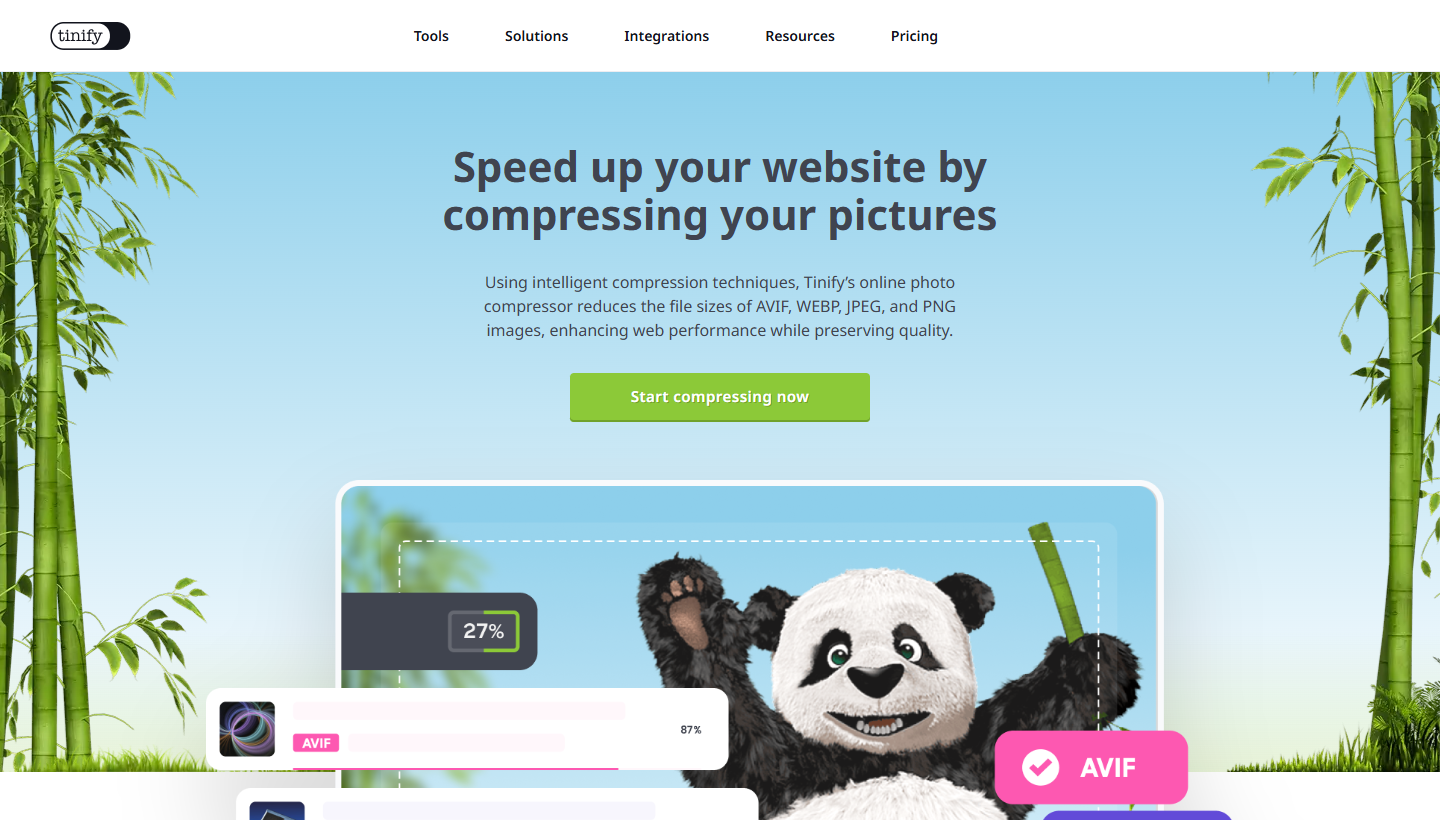 tinify
Tools
Solutions
Integrations
Resources
Pricing
Speed up your website by
compressing your pictures
Using intelligent compression techniques, Tinify’s online photo
compressor reduces the file sizes of AVIF, WEBP, JPEG, and PNG
images, enhancing web performance while preserving quality.
Start compressing now
27%
87%
AVIF
AVIF